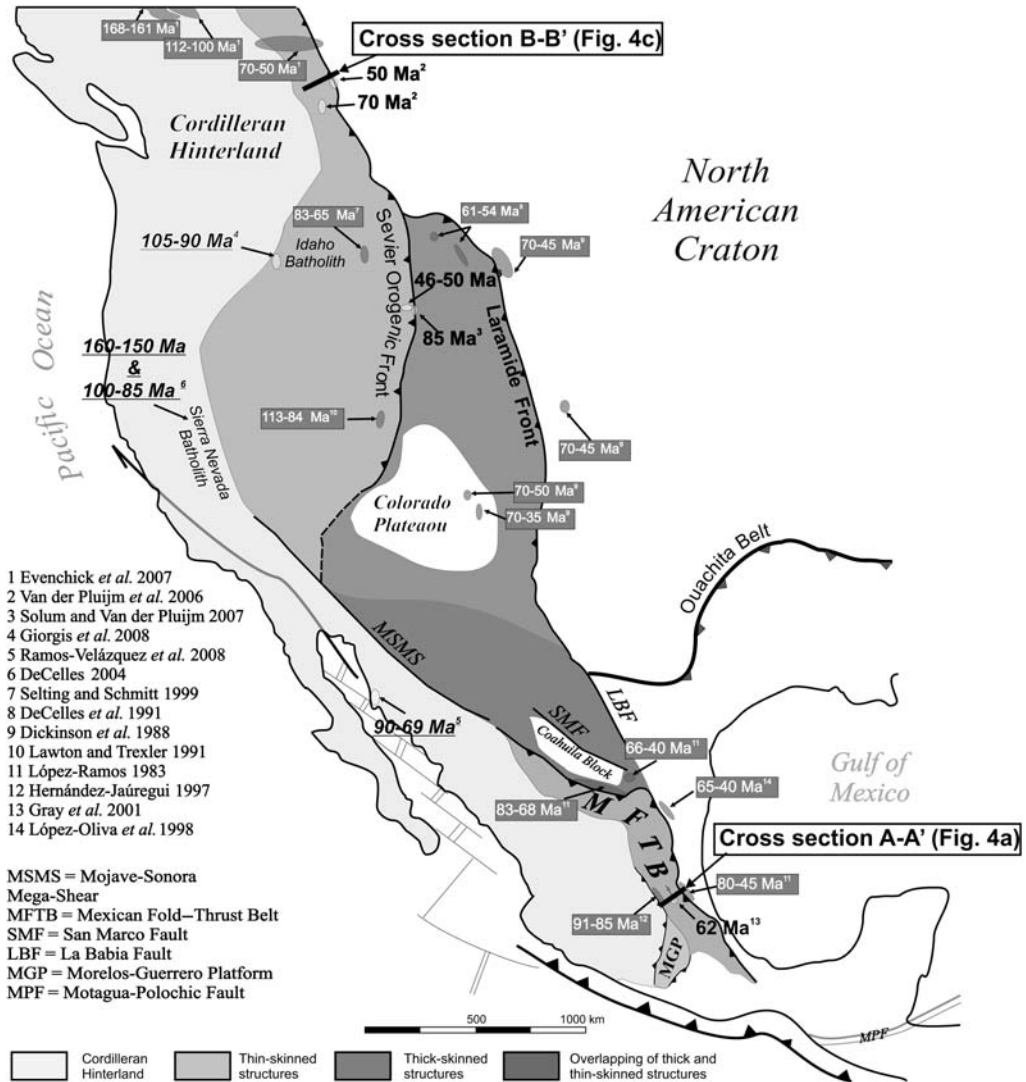 168-161 Ma¹
112-100 Ma¹
70-50 Ma¹
Cross section B-B' (Fig. 4c)
50 Ma²
70 Ma²
Cordilleran
Hinterland
North
American
Craton
83-65 Ma⁷
61-54 Ma⁸
70-45 Ma⁹
105-90 Ma⁴
Idaho
Batholith
Sevier Orogenic Front
46-50 Ma
85 Ma³
Laramide Front
Pacific Ocean
160-150 Ma
&
100-85 Ma⁶
Sierra Nevada
Batholith
113-84 Ma¹⁰
70-45 Ma⁹
Colorado
Plateaou
70-50 Ma⁹
70-35 Ma⁹
Ouachita Belt
1 Evenchick et al. 2007
2 Van der Pluijm et al. 2006
3 Solum and Van der Pluijm 2007
4 Giorgis et al. 2008
5 Ramos-Velázquez et al. 2008
6 DeCelles 2004
7 Selting and Schmitt 1999
8 DeCelles et al. 1991
9 Dickinson et al. 1988
10 Lawton and Trexler 1991
11 López-Ramos 1983
12 Hernández-Jaúregui 1997
13 Gray et al. 2001
14 López-Oliva et al. 1998
MSMS
LBF
SMF
Coahuila Block
90-69 Ma⁵
66-40 Ma¹¹
Gulf of
Mexico
83-68 Ma¹¹
65-40 Ma¹⁴
M F T B
Cross section A-A' (Fig. 4a)
80-45 Ma¹¹
91-85 Ma¹²
62 Ma¹³
MGP
MSMS = Mojave-Sonora
Mega-Shear
MFTB = Mexican Fold–Thrust Belt
SMF = San Marco Fault
LBF = La Babia Fault
MGP = Morelos-Guerrero Platform
MPF = Motagua-Polochic Fault
500 1000 km
MPF
Cordilleran
Hinterland
Thin-skinned
structures
Thick-skinned
structures
Overlapping of thick and
thin-skinned structures